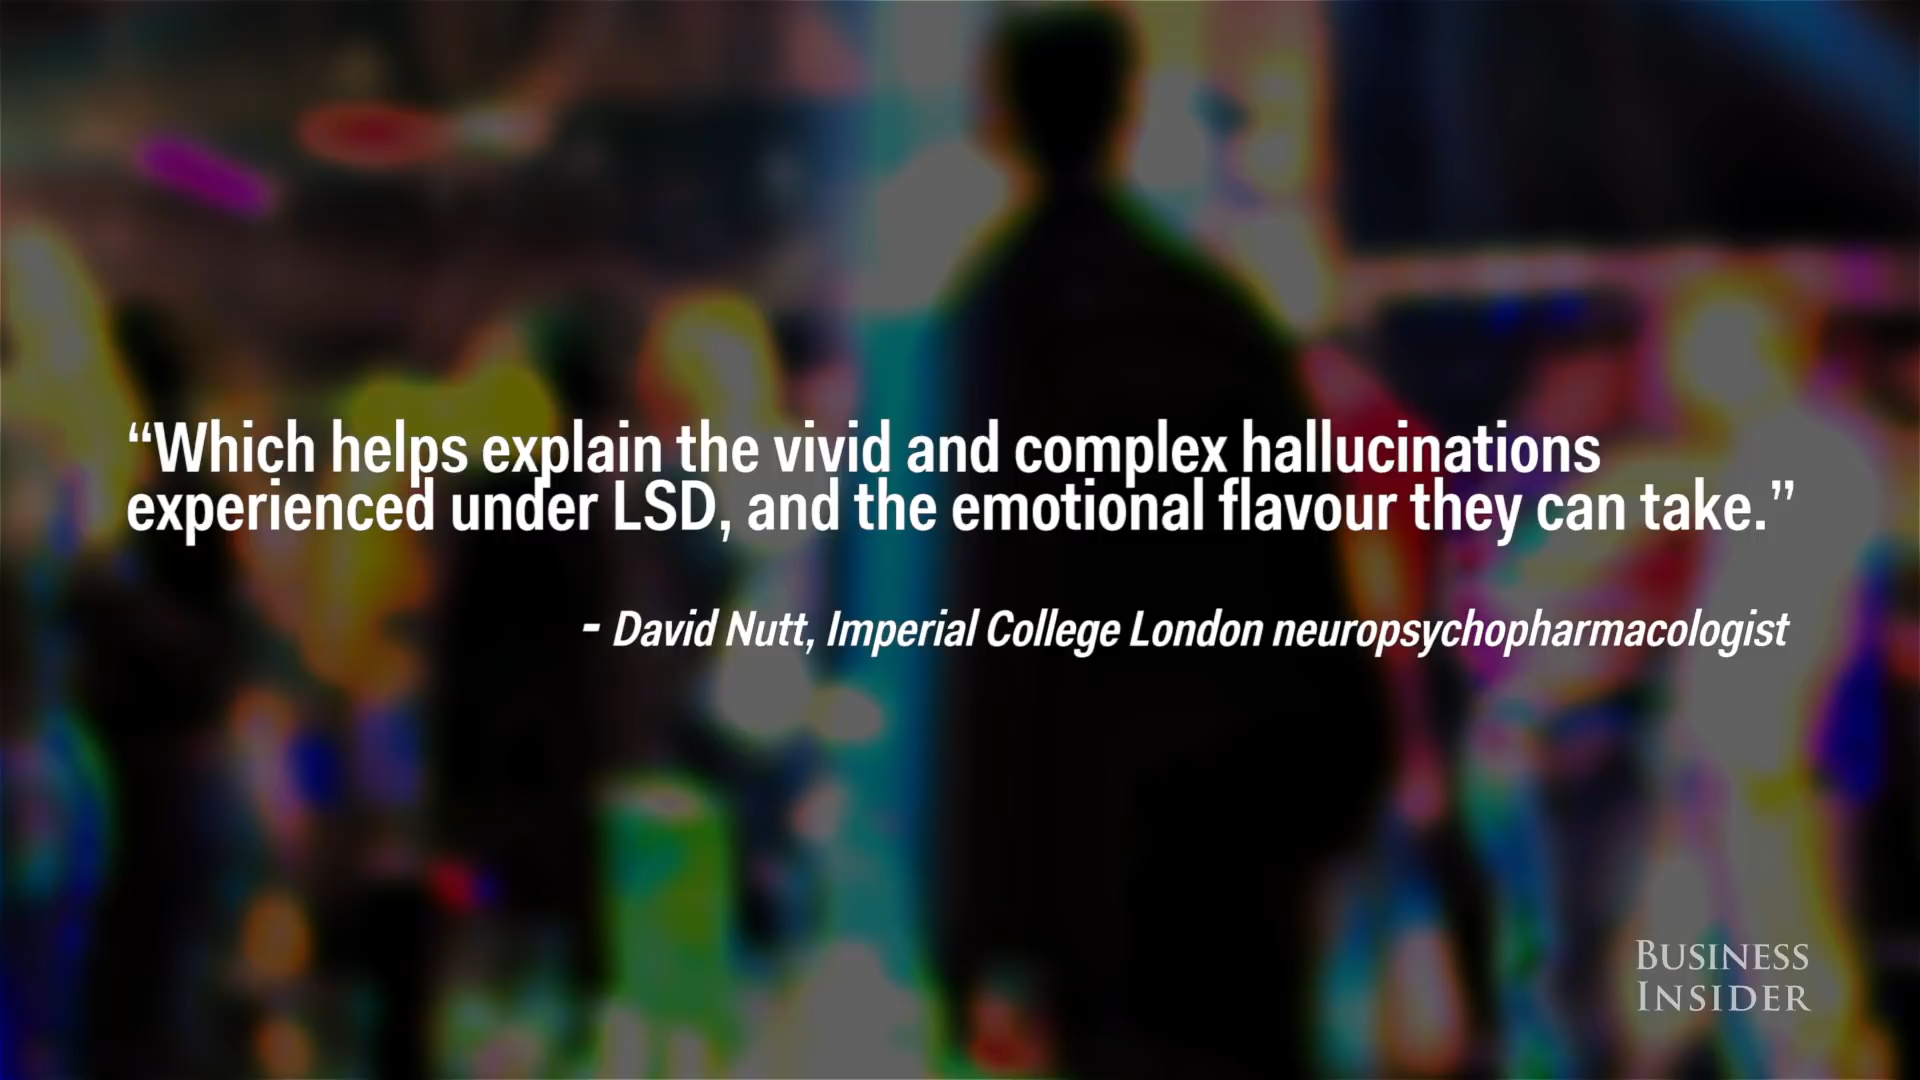 “Which helps explain the vivid and complex hallucinations
experienced under LSD, and the emotional flavour they can take.”
- David Nutt, Imperial College London neuropsychopharmacologist
BUSINESS
INSIDER